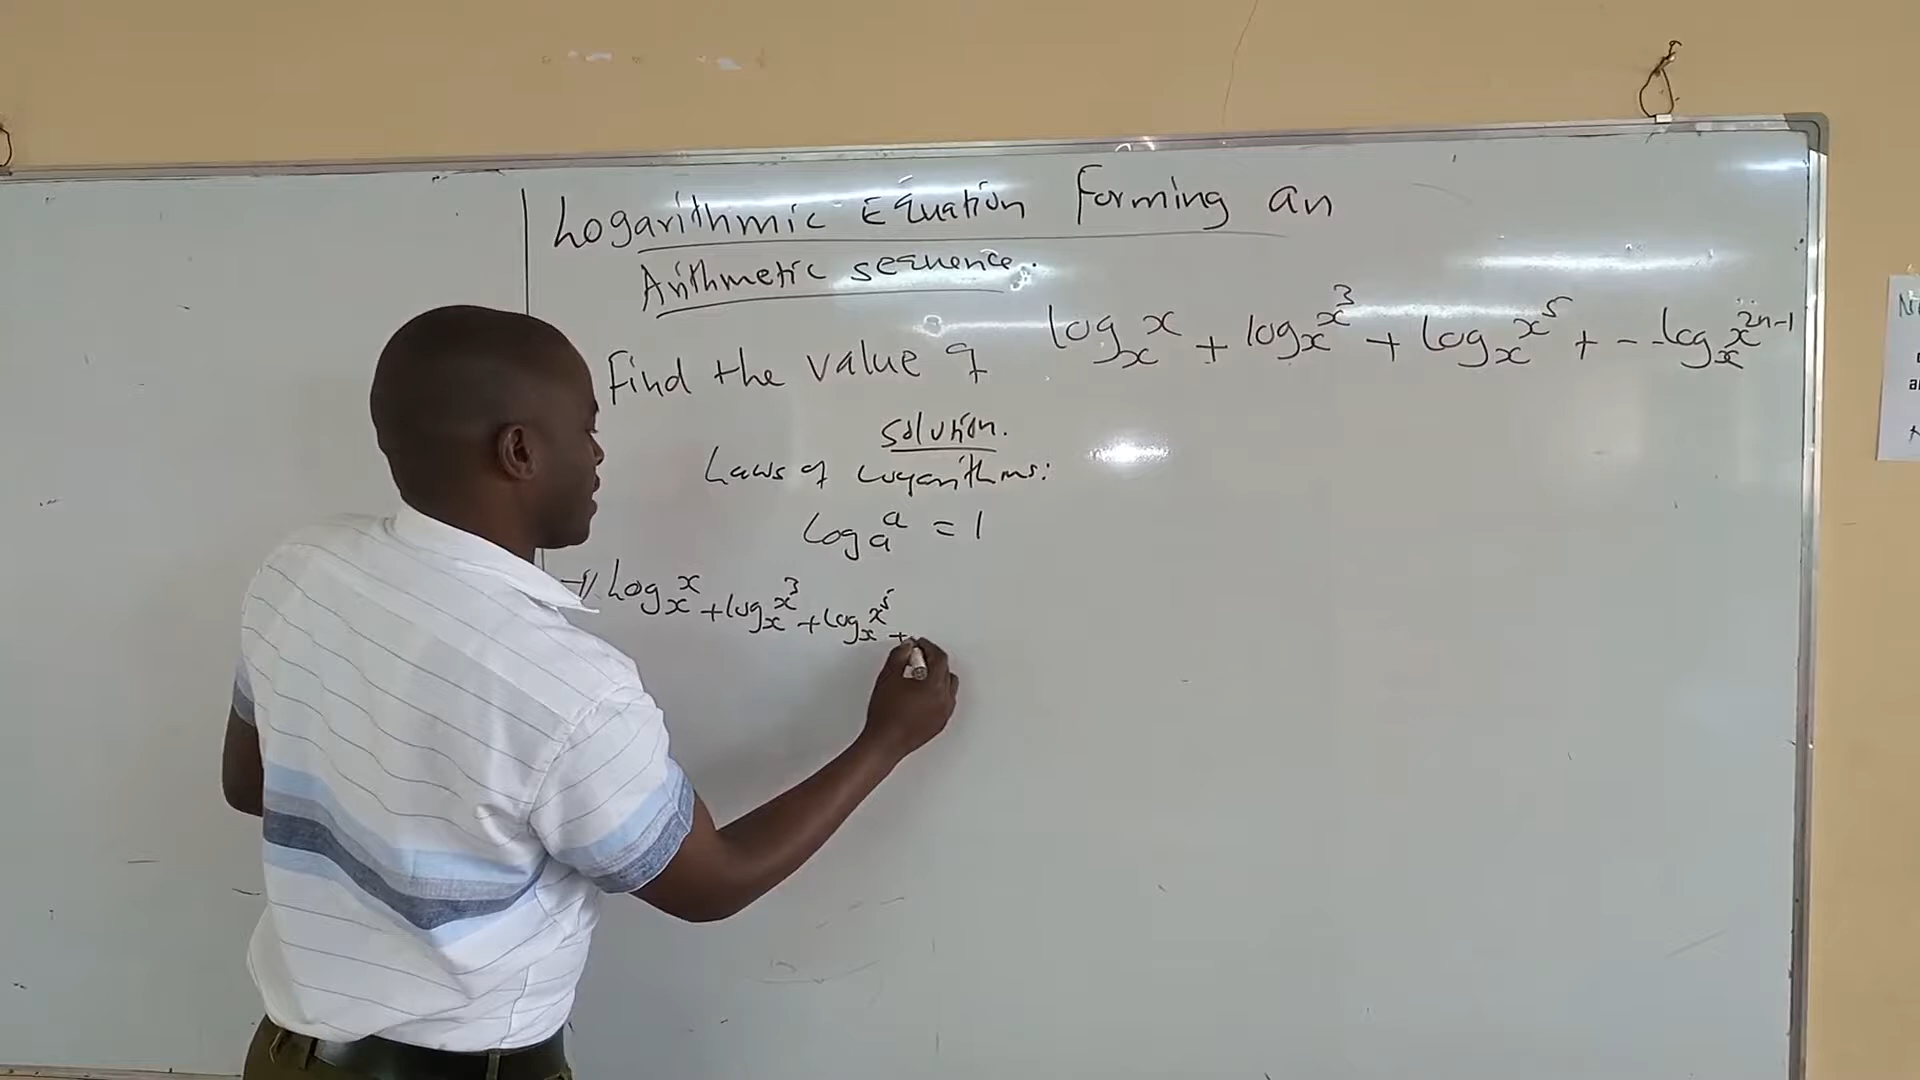 Logarithmic Equation Forming an
Arithmetic sequence.
Find the value of log_x x + log_x x^3 + log_x x^5 + - - log_x x^{2n-1}
Solution.
Laws of Logarithms:
log_a a = 1
Log_x x + log_x x^3 + log_x x^5 +